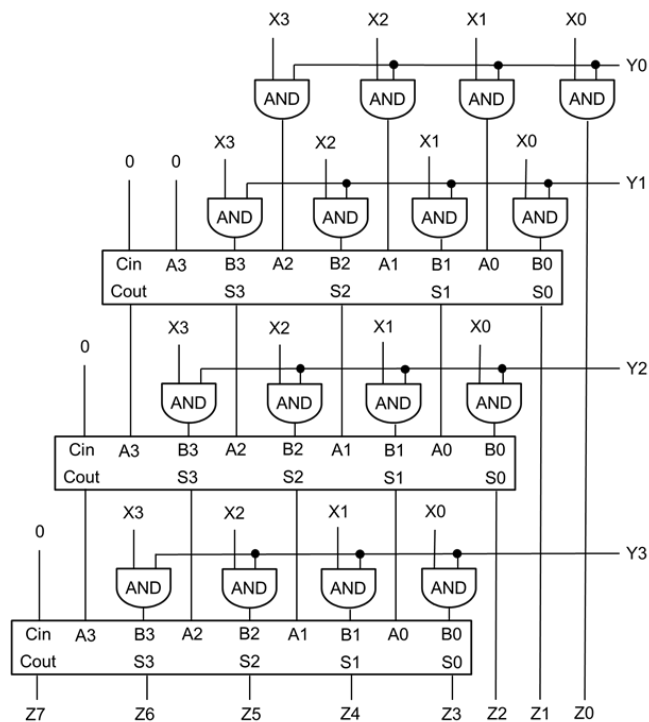 X3 X2 X1 X0
Y0
AND AND AND AND
0 0 X3 X2 X1 X0
Y1
AND AND AND AND
Cin A3 B3 A2 B2 A1 B1 A0 B0
Cout S3 S2 S1 S0
0 X3 X2 X1 X0
Y2
AND AND AND AND
Cin A3 B3 A2 B2 A1 B1 A0 B0
Cout S3 S2 S1 S0
0 X3 X2 X1 X0
Y3
AND AND AND AND
Cin A3 B3 A2 B2 A1 B1 A0 B0
Cout S3 S2 S1 S0
Z7 Z6 Z5 Z4 Z3 Z2 Z1 Z0